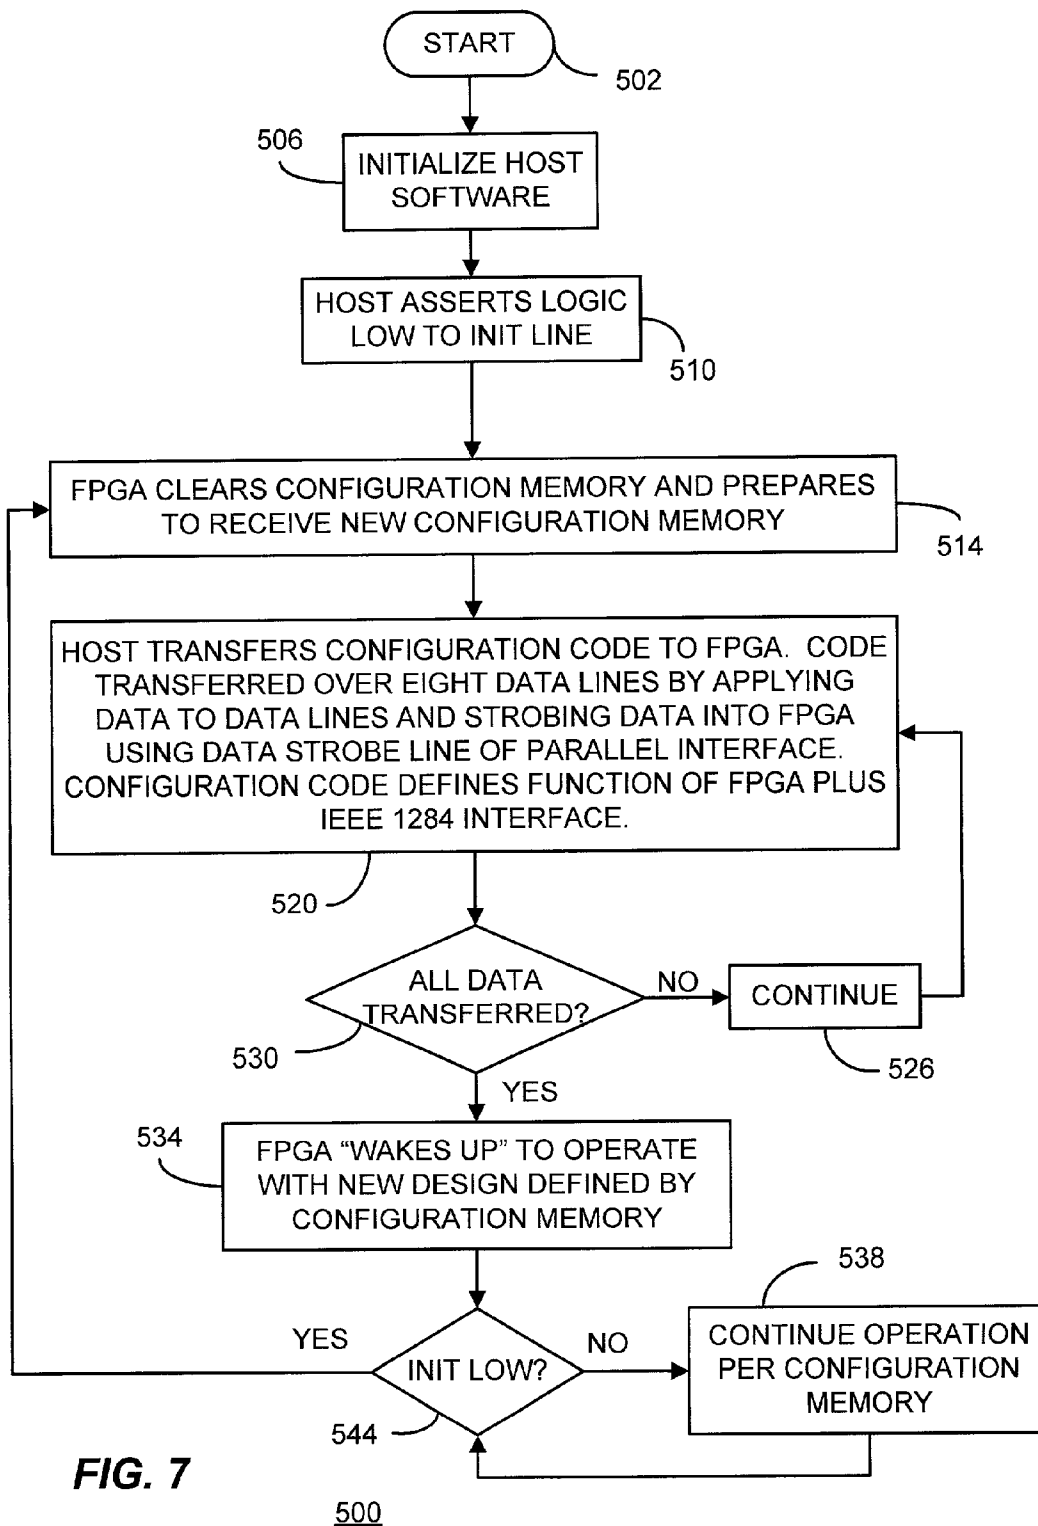 START
502
506
INITIALIZE HOST
SOFTWARE
HOST ASSERTS LOGIC
LOW TO INIT LINE
510
FPGA CLEARS CONFIGURATION MEMORY AND PREPARES
TO RECEIVE NEW CONFIGURATION MEMORY
514
HOST TRANSFERS CONFIGURATION CODE TO FPGA. CODE
TRANSFERRED OVER EIGHT DATA LINES BY APPLYING
DATA TO DATA LINES AND STROBING DATA INTO FPGA
USING DATA STROBE LINE OF PARALLEL INTERFACE.
CONFIGURATION CODE DEFINES FUNCTION OF FPGA PLUS
IEEE 1284 INTERFACE.
520
ALL DATA
TRANSFERRED?
530
NO
CONTINUE
526
YES
534
FPGA “WAKES UP” TO OPERATE
WITH NEW DESIGN DEFINED BY
CONFIGURATION MEMORY
538
YES
INIT LOW?
NO
CONTINUE OPERATION
PER CONFIGURATION
MEMORY
544
FIG. 7
500